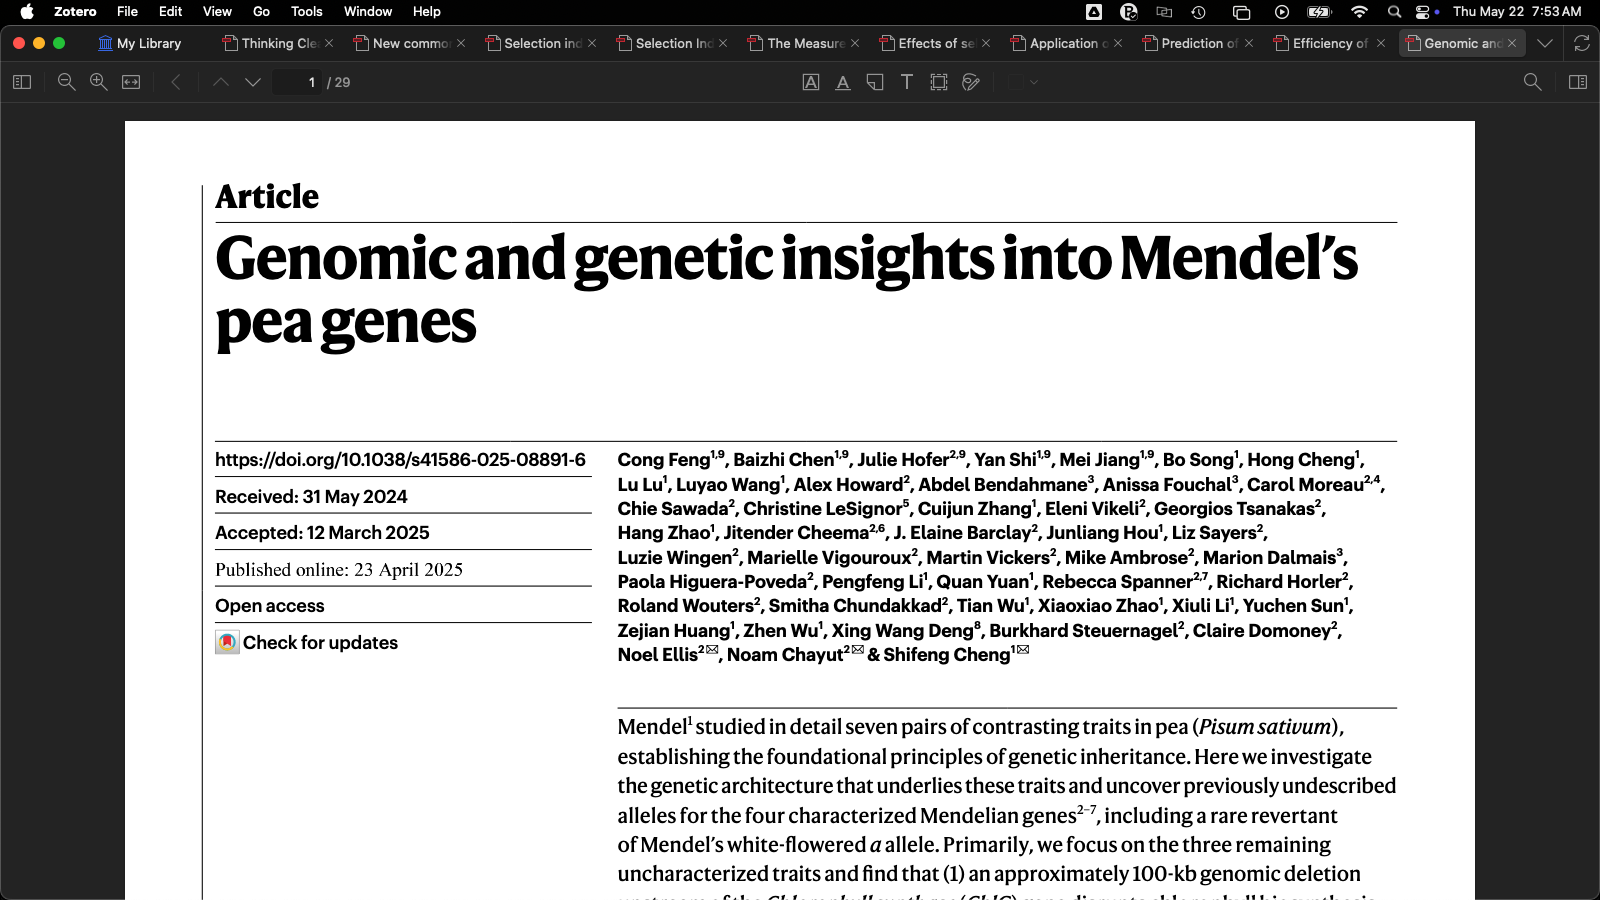 Zotero File Edit View Go Tools Window Help Thu May 22 7:53 AM
My Library Thinking Cle New commo Selection ind Selection Ind The Measure Effects of se Application o Prediction of Efficiency of Genomic and
1 / 29
Article
Genomic and genetic insights into Mendel’s
pea genes
https://doi.org/10.1038/s41586-025-08891-6
Received: 31 May 2024
Accepted: 12 March 2025
Published online: 23 April 2025
Open access
Check for updates
Cong Feng1,9, Baizhi Chen1,9, Julie Hofer2,9, Yan Shi1,9, Mei Jiang1,9, Bo Song1, Hong Cheng1,
Lu Lu1, Luyao Wang1, Alex Howard2, Abdel Bendahmane3, Anissa Fouchal3, Carol Moreau2,4,
Chie Sawada2, Christine LeSignor5, Cuijun Zhang1, Eleni Vikeli2, Georgios Tsanakas2,
Hang Zhao1, Jitender Cheema2,6, J. Elaine Barclay2, Junliang Hou1, Liz Sayers2,
Luzie Wingen2, Marielle Vigouroux2, Martin Vickers2, Mike Ambrose2, Marion Dalmais3,
Paola Higuera-Poveda2, Pengfeng Li1, Quan Yuan1, Rebecca Spanner2,7, Richard Horler2,
Roland Wouters2, Smitha Chundakkad2, Tian Wu1, Xiaoxiao Zhao1, Xiuli Li1, Yuchen Sun1,
Zejian Huang1, Zhen Wu1, Xing Wang Deng8, Burkhard Steuernagel2, Claire Domoney2,
Noel Ellis2✉, Noam Chayut2✉ & Shifeng Cheng1✉
Mendel1 studied in detail seven pairs of contrasting traits in pea (Pisum sativum),
establishing the foundational principles of genetic inheritance. Here we investigate
the genetic architecture that underlies these traits and uncover previously undescribed
alleles for the four characterized Mendelian genes2–7, including a rare revertant
of Mendel’s white-flowered a allele. Primarily, we focus on the three remaining
uncharacterized traits and find that (1) an approximately 100-kb genomic deletion